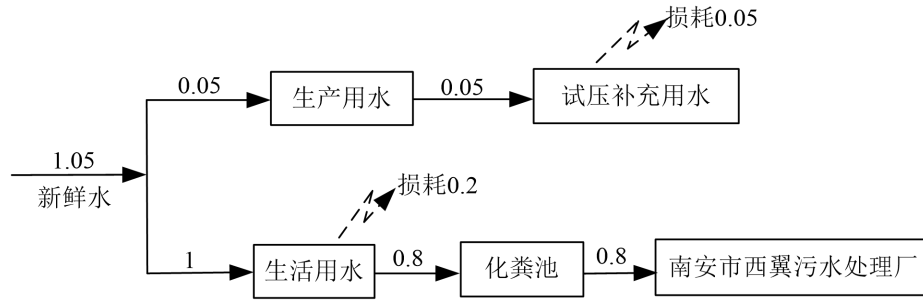 损耗0.05
0.05
生产用水
0.05
试压补充用水
1.05
新鲜水
损耗0.2
1
生活用水
0.8
化粪池
0.8
南安市西翼污水处理厂